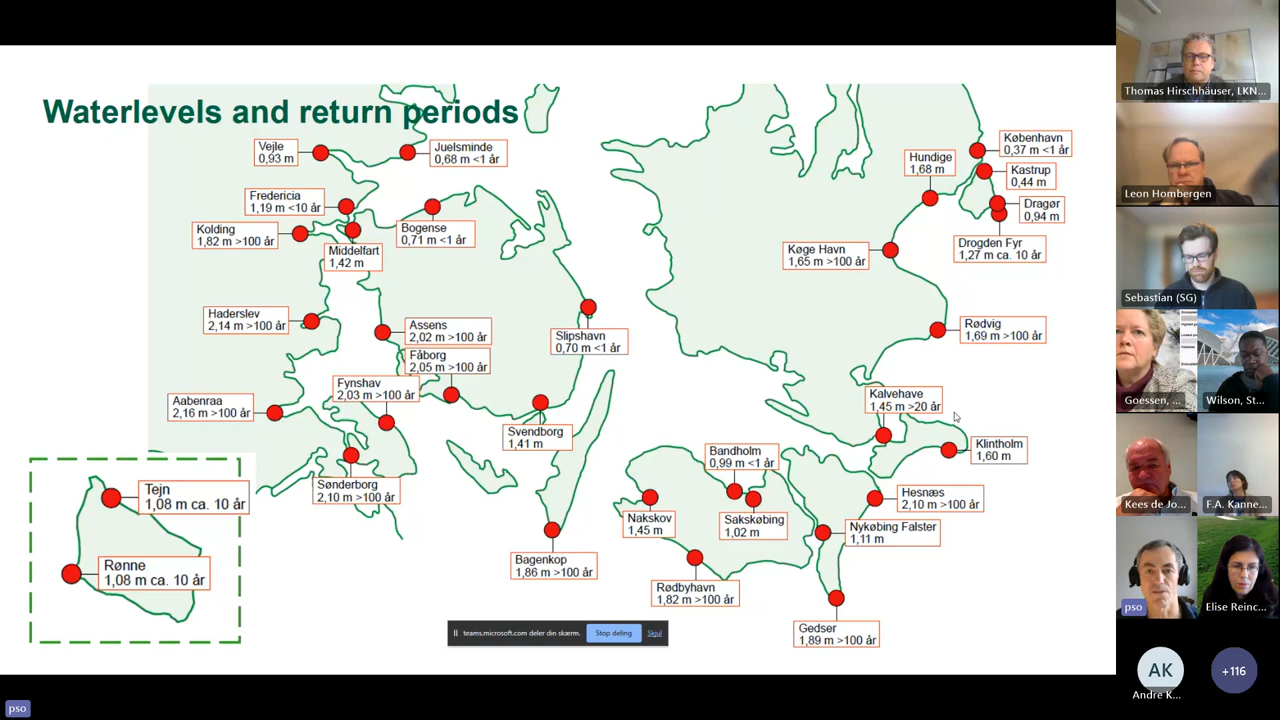 Waterlevels and return periods
Vejle
0,93 m
Juelsminde
0,68 m <1 år
Fredericia
1,19 m <10 år
Kolding
1,82 m >100 år
Middelfart
1,42 m
Bogense
0,71 m <1 år
Haderslev
2,14 m >100 år
Assens
2,02 m >100 år
Fåborg
2,05 m >100 år
Slipshavn
0,70 m <1 år
Fynshav
2,03 m >100 år
Aabenraa
2,16 m >100 år
Svendborg
1,41 m
Sønderborg
2,10 m >100 år
Bagenkop
1,86 m >100 år
Tejn
1,08 m ca. 10 år
Rønne
1,08 m ca. 10 år
København
0,37 m <1 år
Hundige
1,68 m
Kastrup
0,44 m
Dragør
0,94 m
Drogden Fyr
1,27 m ca. 10 år
Køge Havn
1,65 m >100 år
Rødvig
1,69 m >100 år
Kalvehave
1,45 m >20 år
Klintholm
1,60 m
Bandholm
0,99 m <1 år
Hesnæs
2,10 m >100 år
Nakskov
1,45 m
Sakskøbing
1,02 m
Nykøbing Falster
1,11 m
Rødbyhavn
1,82 m >100 år
Gedser
1,89 m >100 år
teams.microsoft.com deler din skærm.
Stop deling
Skjul
Thomas Hirschhäuser, LKN...
Leon Hombergen
Sebastian (SG)
Goessen, ...
Wilson, St...
Kees de Jo...
F.A. Kanne...
pso
Elise Reinc...
AK
Andre K...
+116
pso